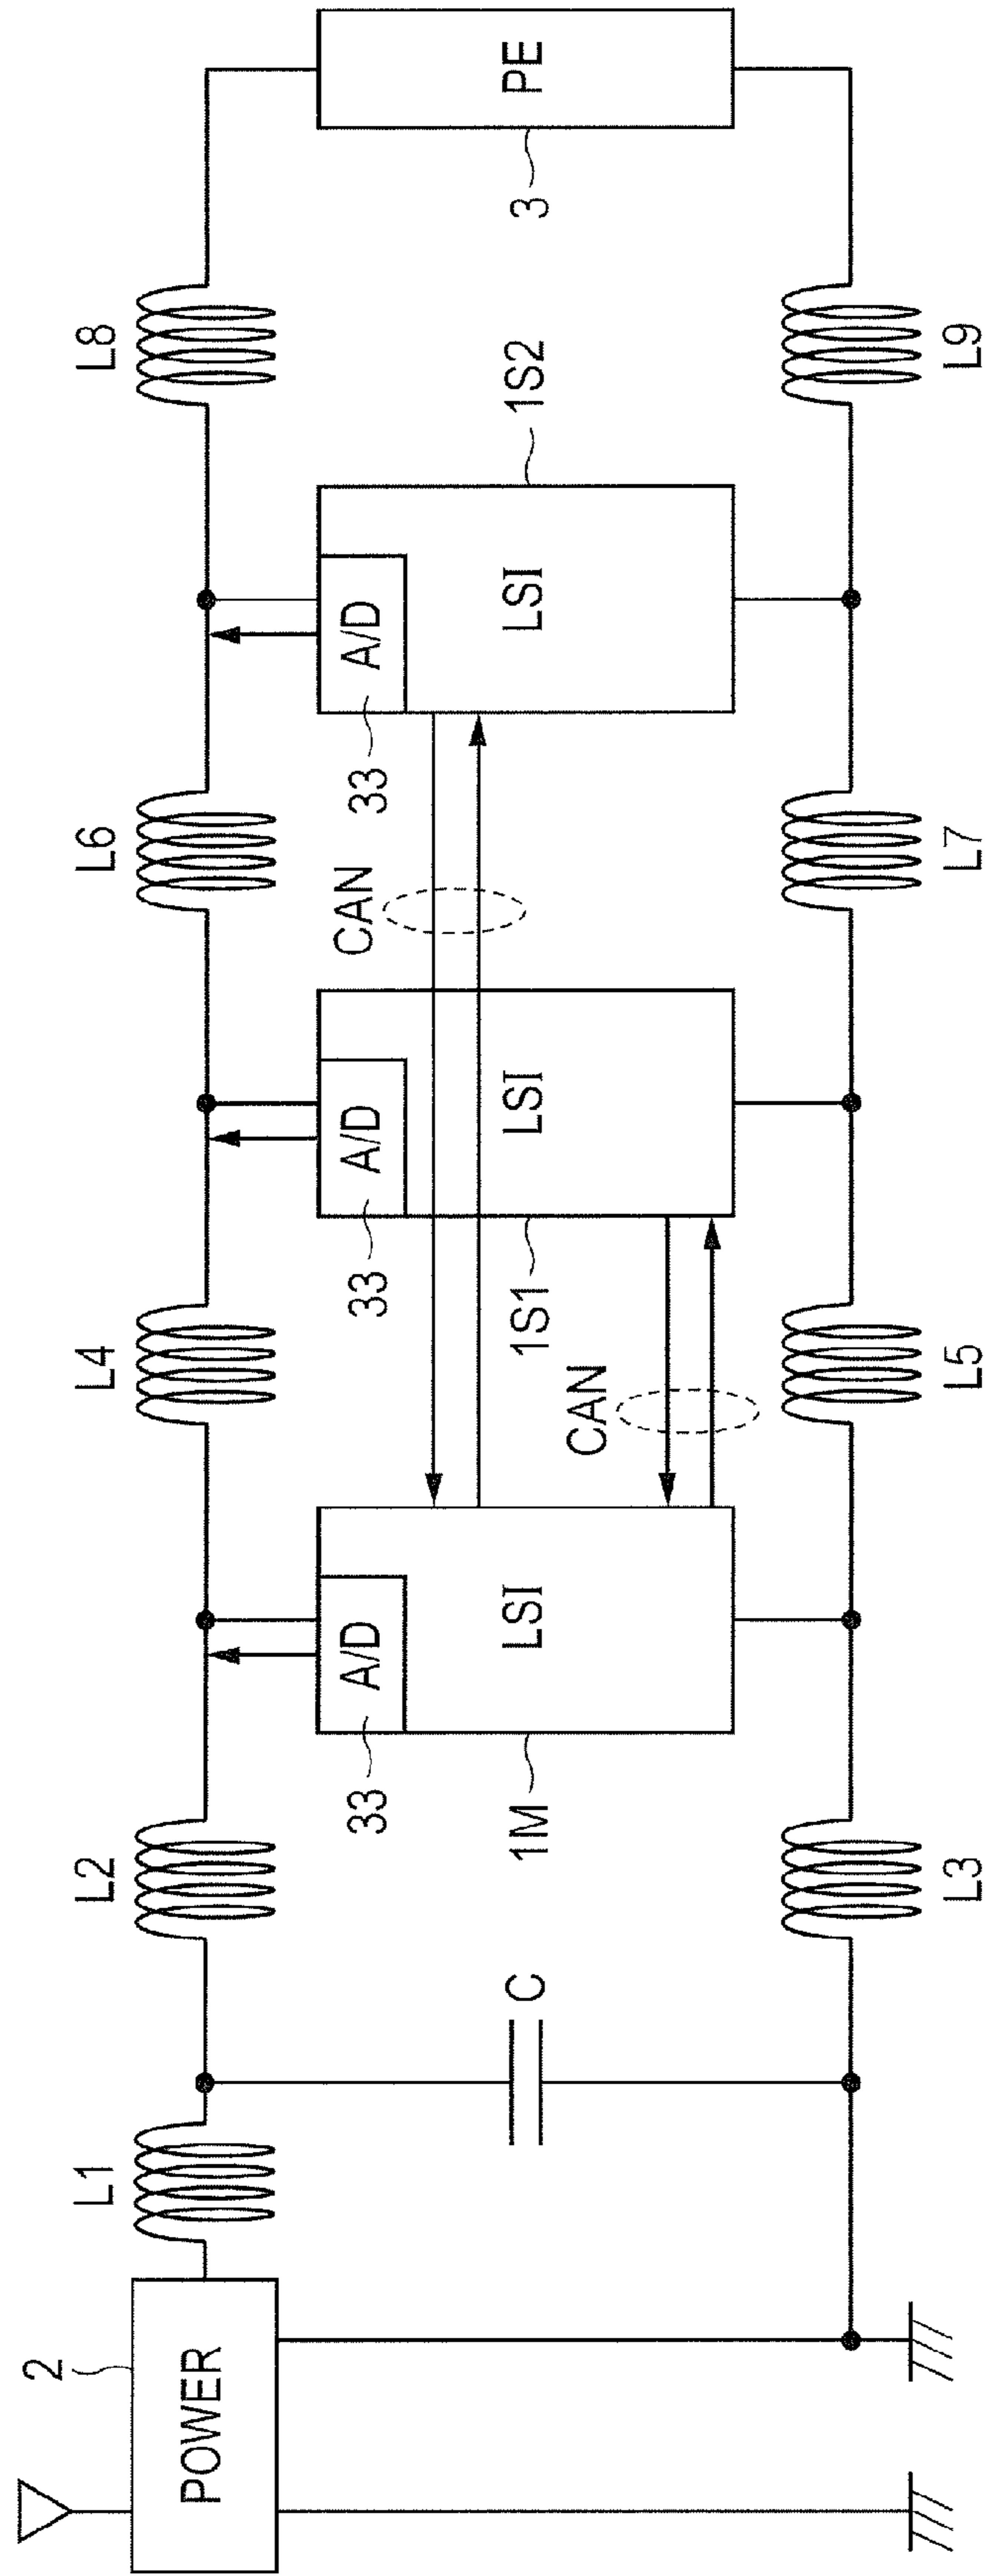 L1
L2
L4
L6
L8
2
POWER
C
A/D
33
LSI
1M
A/D
33
LSI
1S1
A/D
33
LSI
1S2
CAN
CAN
PE
3
L3
L5
L7
L9